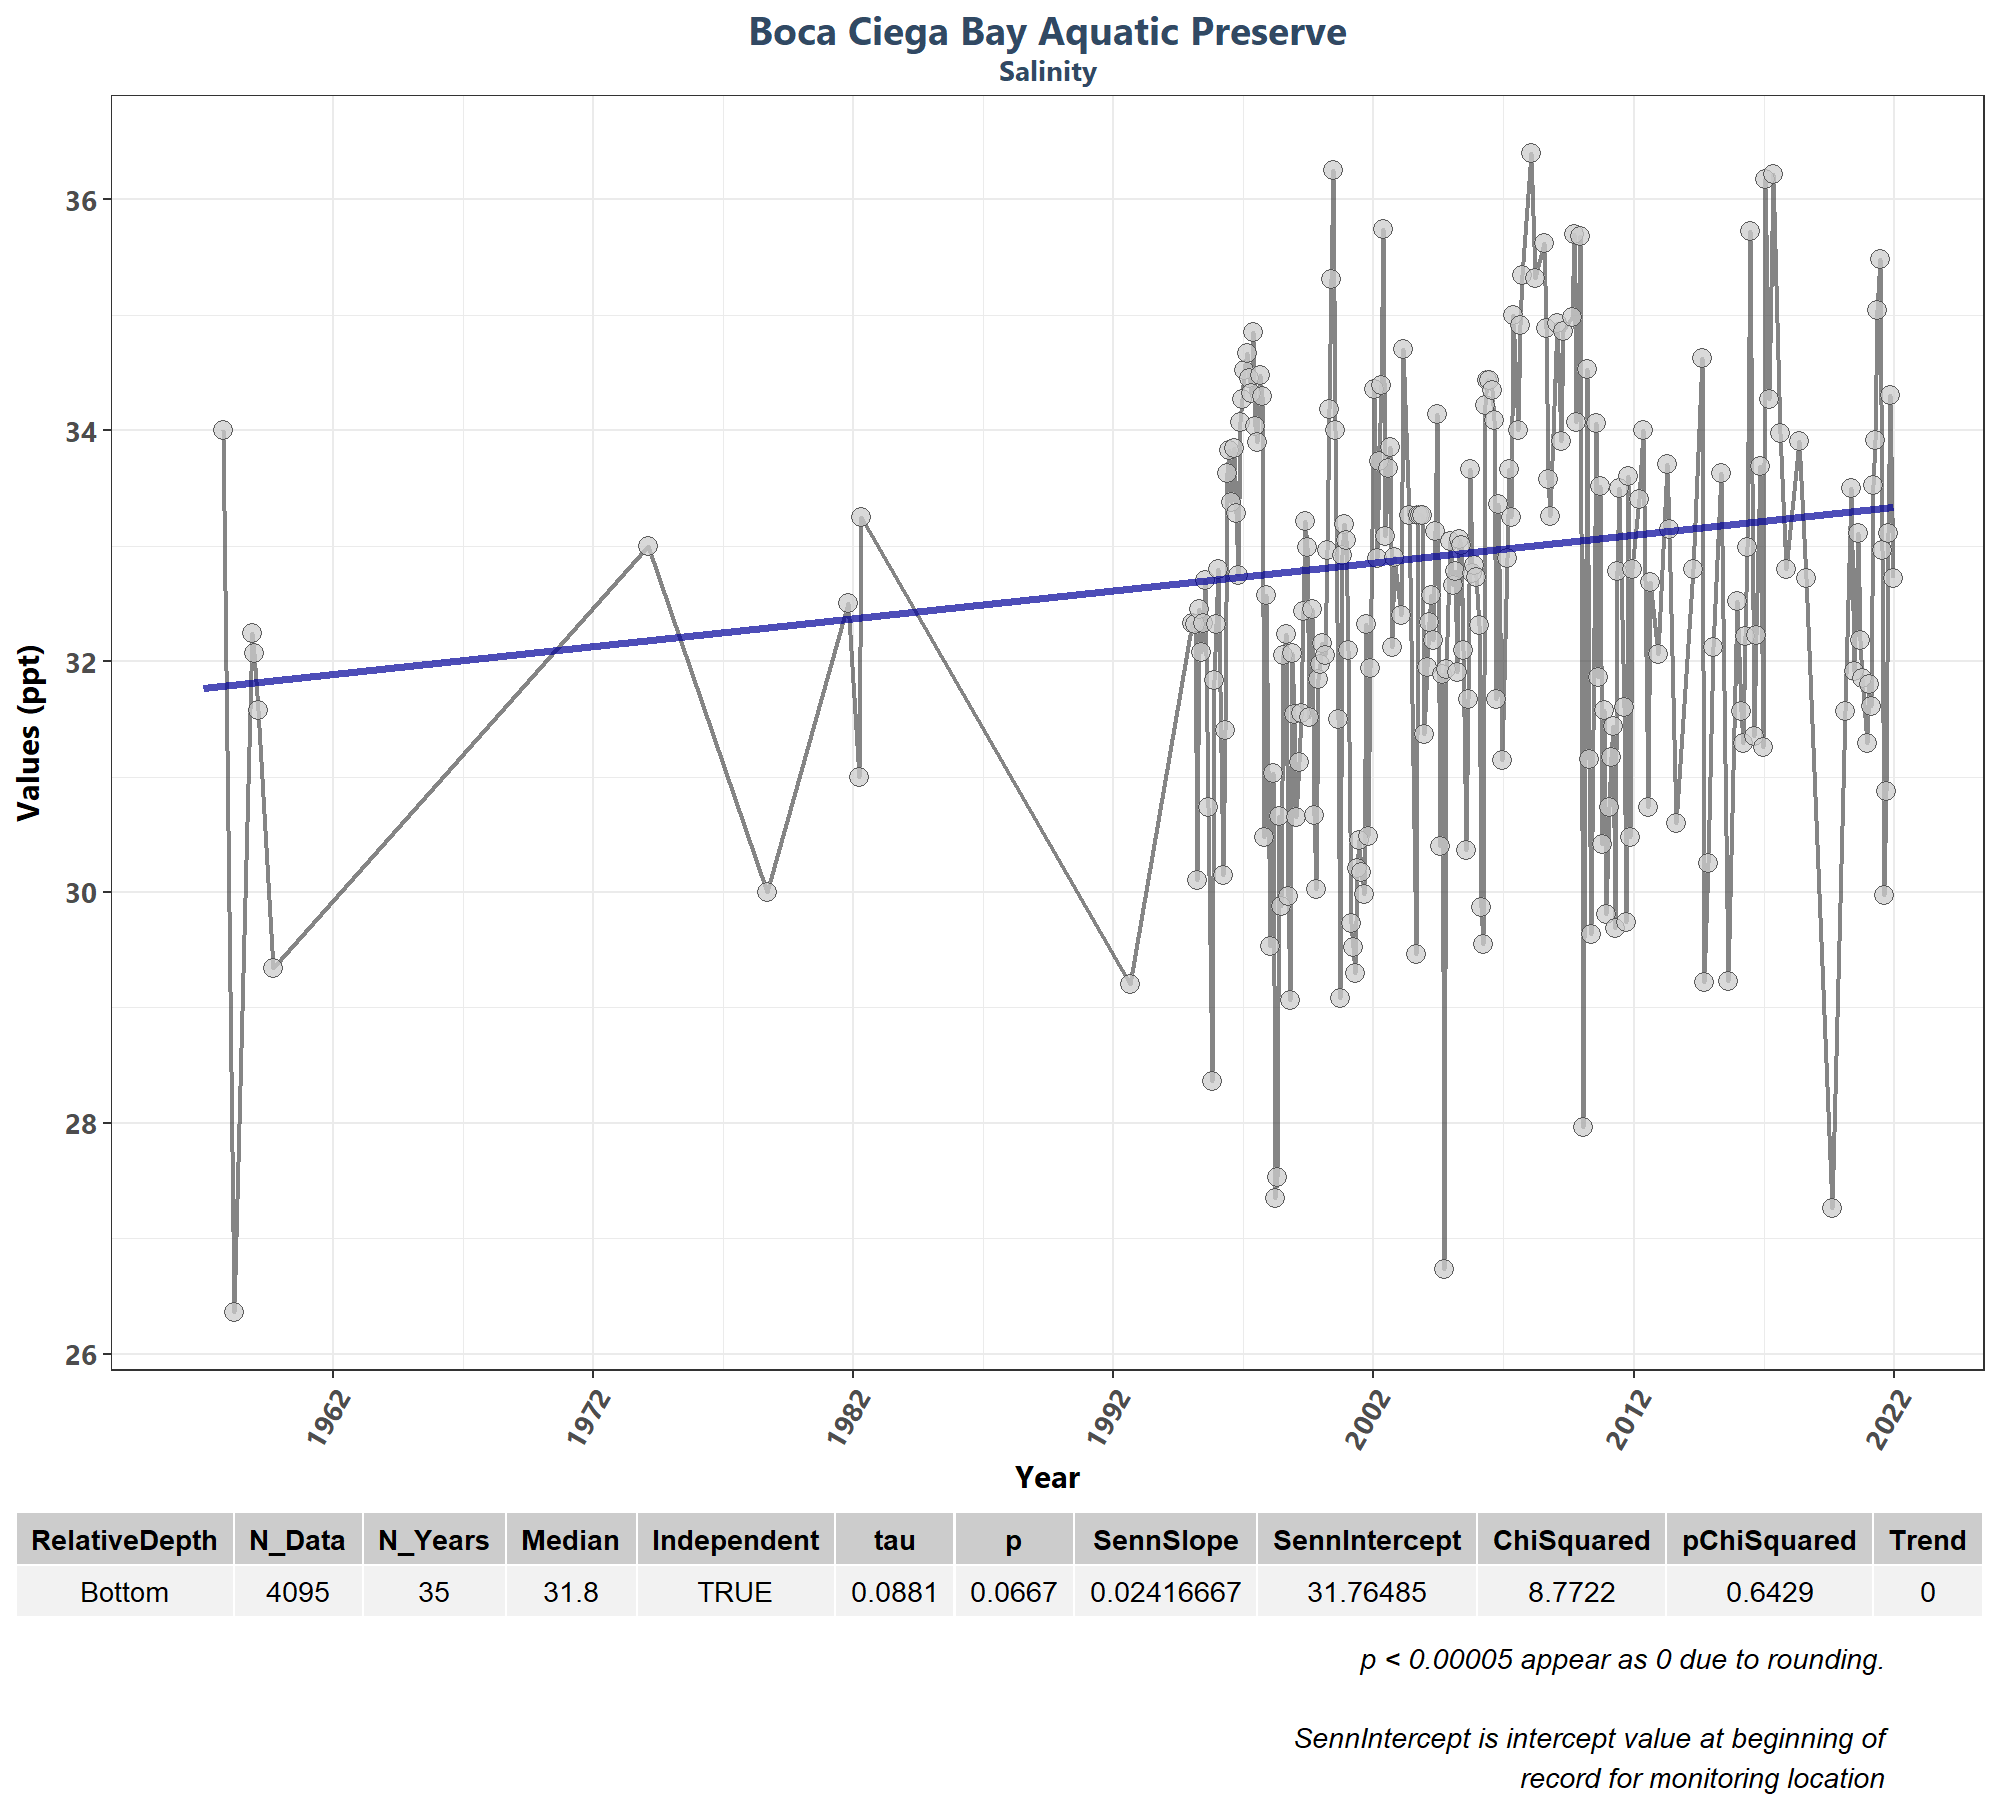 Boca Ciega Bay Aquatic Preserve
Salinity
Values (ppt)
36
34
32
30
28
26
1962 1972 1982 1992 2002 2012 2022
Year
RelativeDepth N_Data N_Years Median Independent tau p SennSlope SennIntercept ChiSquared pChiSquared Trend
Bottom 4095 35 31.8 TRUE 0.0881 0.0667 0.02416667 31.76485 8.7722 0.6429 0
p < 0.00005 appear as 0 due to rounding.
SennIntercept is intercept value at beginning of
record for monitoring location